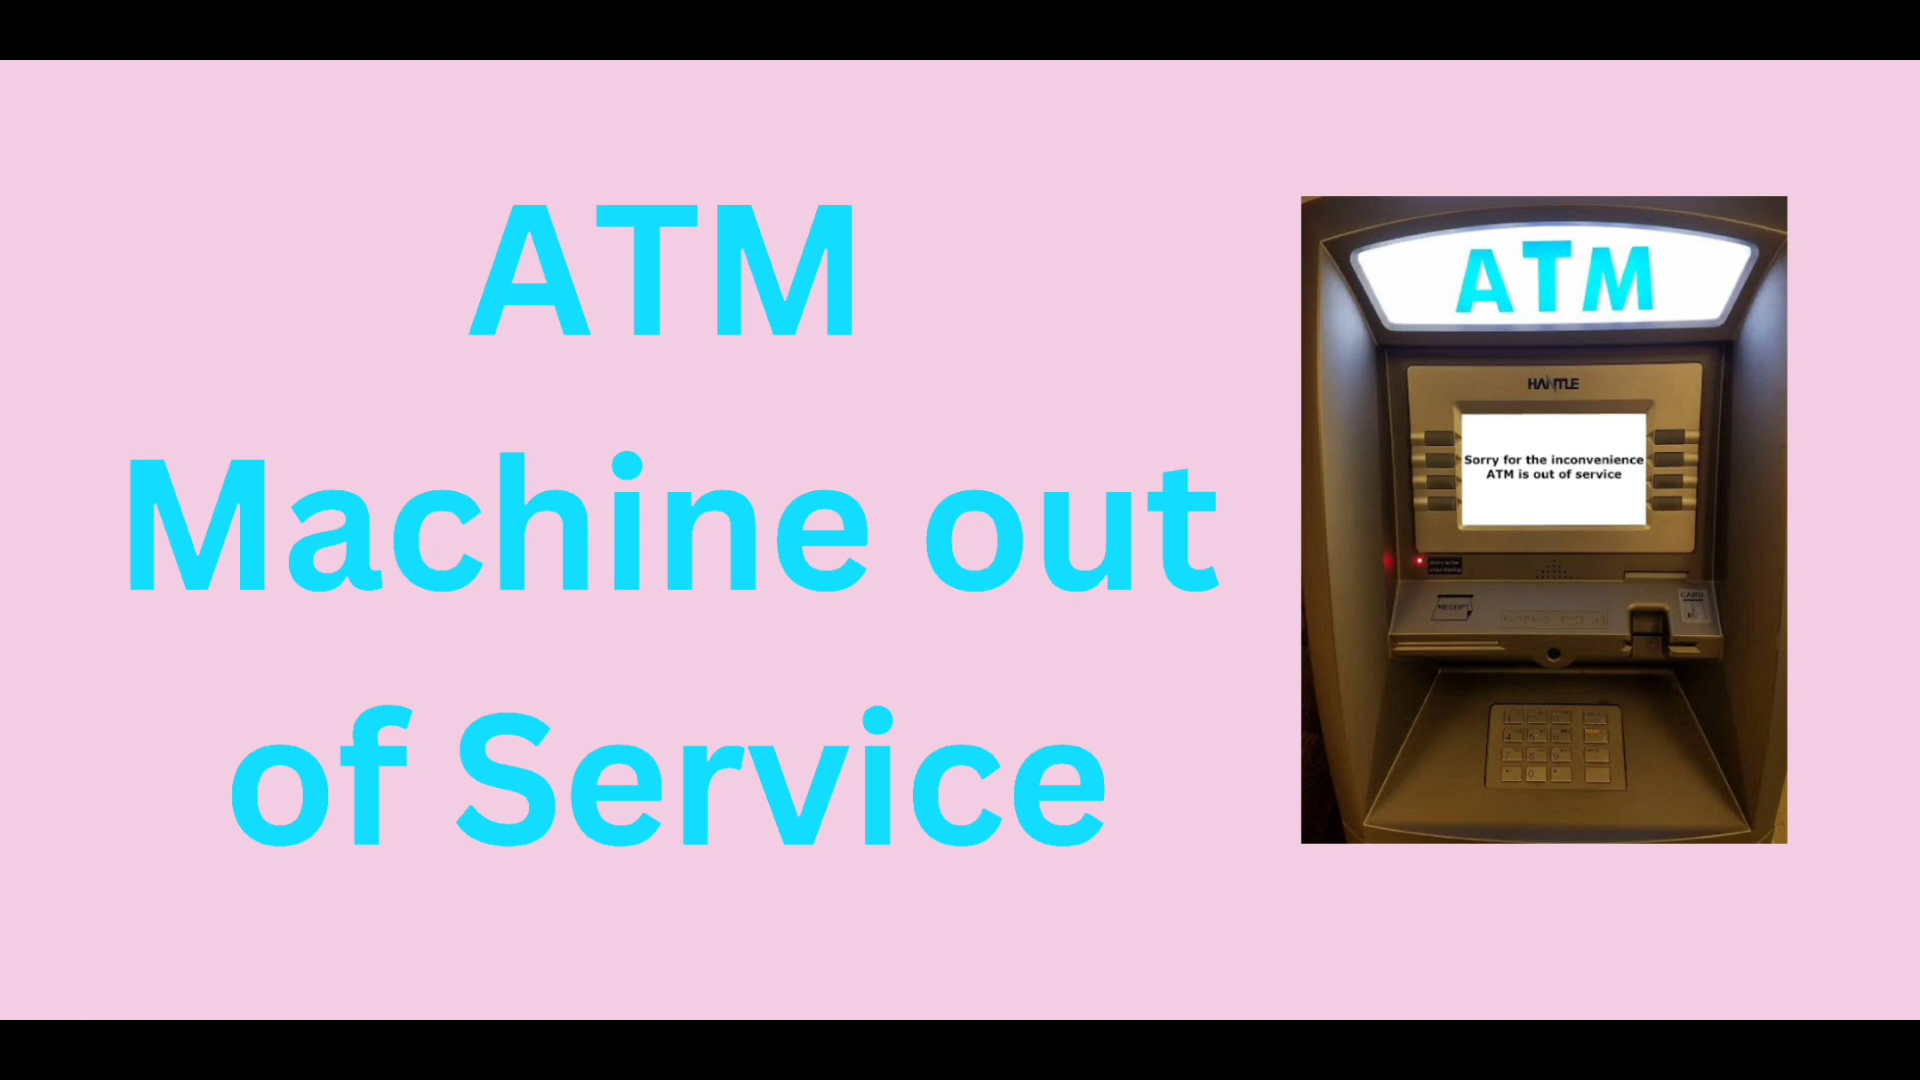 ATM
Machine out
of Service
ATM
HANTLE
Sorry for the inconvenience
ATM is out of service
RECEIPT
CARD